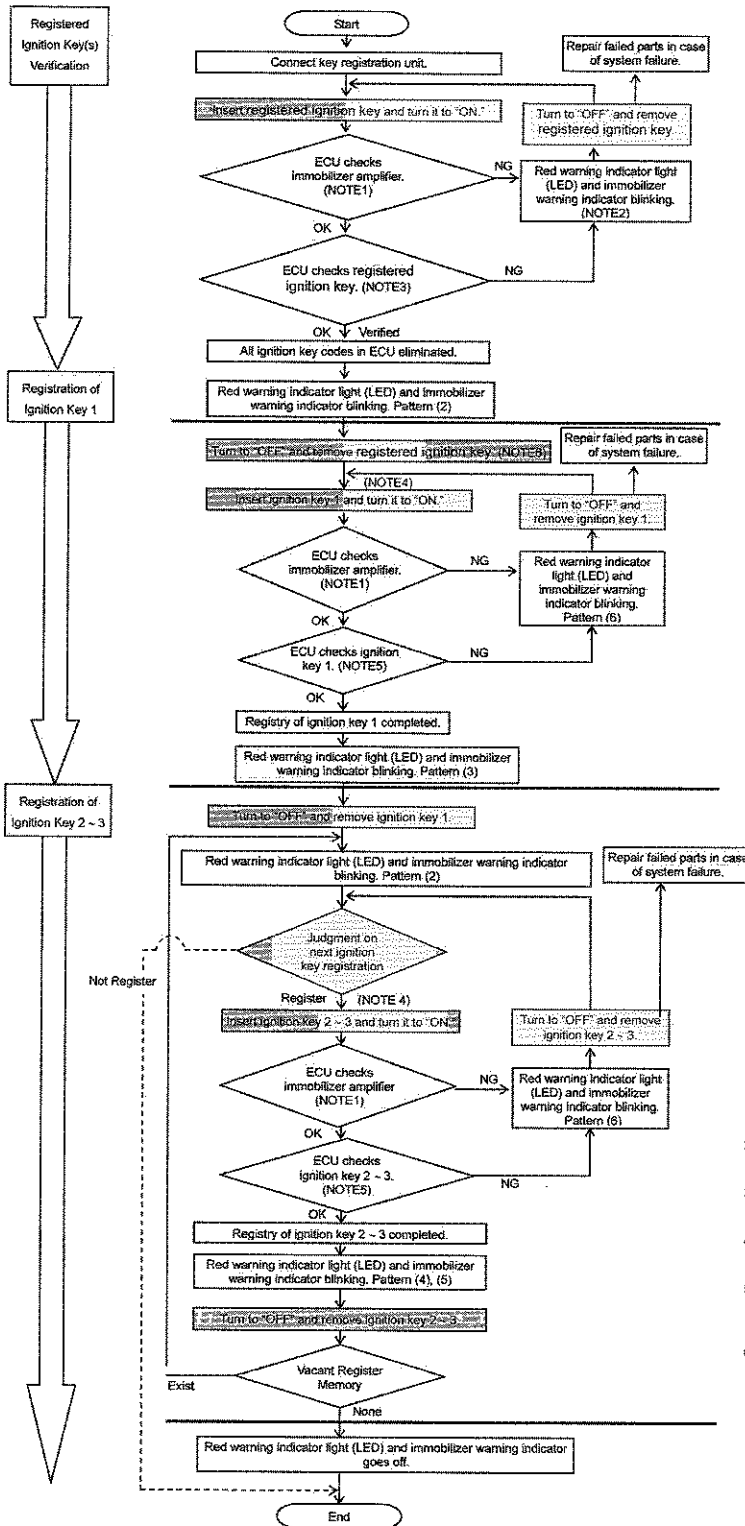 Registered
Ignition Key(s)
Verification
Start
Connect key registration unit.
Repair failed parts in case
of system failure.
Insert registered ignition key and turn it to "ON."
Turn to "OFF" and remove
registered ignition key.
ECU checks
immobilizer amplifier.
(NOTE1)
NG
Red warning indicator light
(LED) and immobilizer
warning indicator blinking.
(NOTE2)
OK
ECU checks registered
ignition key. (NOTE3)
NG
OK Verified
All ignition key codes in ECU eliminated.
Registration of
Ignition Key 1
Red warning indicator light (LED) and immobilizer
warning indicator blinking. Pattern (2)
Turn to "OFF" and remove registered ignition key. (NOTE6)
Repair failed parts in case
of system failure.
(NOTE4)
Insert ignition key 1 and turn it to "ON."
Turn to "OFF" and
remove ignition key 1.
ECU checks
immobilizer amplifier.
(NOTE1)
NG
Red warning indicator
light (LED) and
immobilizer warning
indicator blinking.
Pattern (6)
OK
ECU checks ignition
key 1. (NOTE5)
NG
OK
Registry of ignition key 1 completed.
Red warning indicator light (LED) and immobilizer
warning indicator blinking. Pattern (3)
Registration of
Ignition Key 2 ~ 3
Turn to "OFF" and remove ignition key 1.
Red warning indicator light (LED) and immobilizer warning indicator
blinking. Pattern (2)
Repair failed parts in case
of system failure.
Judgment on
next ignition
key registration
Not Register
Register (NOTE 4)
Insert ignition key 2 ~ 3 and turn it to "ON."
Turn to "OFF" and remove
ignition key 2 ~ 3.
ECU checks
immobilizer amplifier
(NOTE1)
NG
Red warning indicator light
(LED) and immobilizer
warning indicator blinking.
Pattern (6)
OK
ECU checks
ignition key 2 ~ 3.
(NOTE5)
NG
OK
Registry of ignition key 2 ~ 3 completed.
Red warning indicator light (LED) and immobilizer
warning indicator blinking. Pattern (4), (5)
Turn to "OFF" and remove ignition key 2 ~ 3.
Vacant Register
Memory
Exist
None
Red warning indicator light (LED) and immobilizer warning indicator
goes off.
End